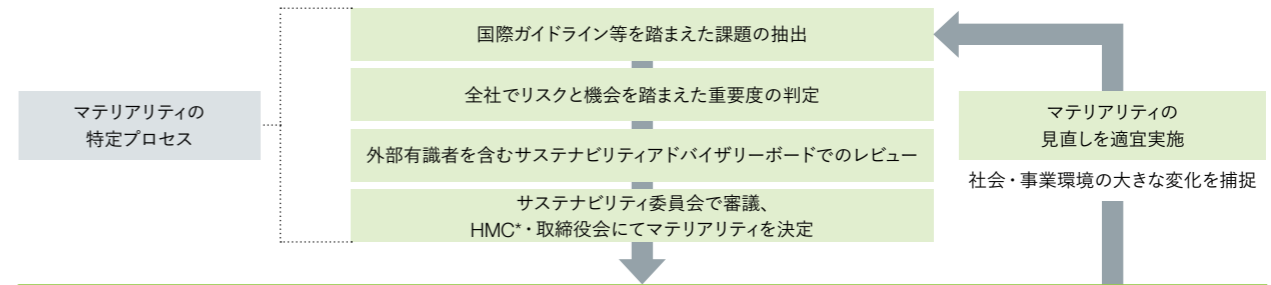 国際ガイドライン等を踏まえた課題の抽出
全社でリスクと機会を踏まえた重要度の判定
マテリアリティの
特定プロセス
外部有識者を含むサステナビリティアドバイザリーボードでのレビュー
サステナビリティ委員会で審議、
HMC*・取締役会にてマテリアリティを決定
マテリアリティの
見直しを適宜実施
社会・事業環境の大きな変化を捕捉